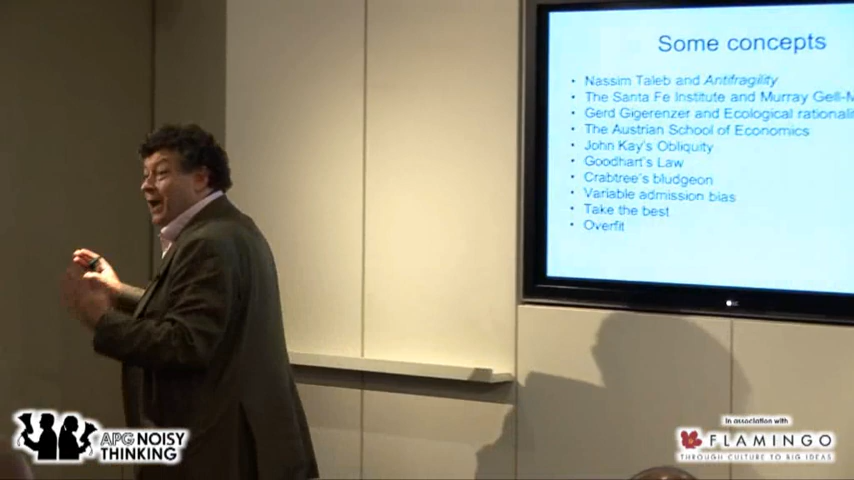 Some concepts
• Nassim Taleb and Antifragility
• The Santa Fe Institute and Murray Gell-M
• Gerd Gigerenzer and Ecological rationali
• The Austrian School of Economics
• John Kay's Obliquity
• Goodhart's Law
• Crabtree's bludgeon
• Variable admission bias
• Take the best
• Overfit
LG
APG NOISY
THINKING
In association with
FLAMINGO
THROUGH CULTURE TO BIG IDEAS